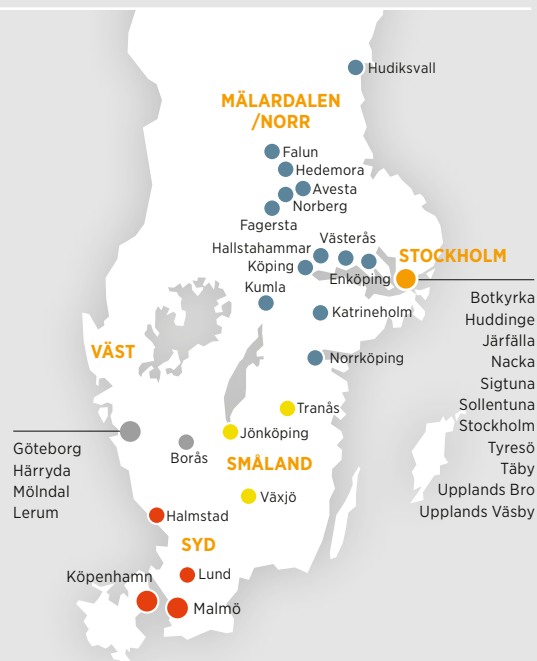 Hudiksvall
MÄLARDALEN
/NORR
Falun
Hedemora
Avesta
Norberg
Fagersta
Västerås
Hallstahammar
STOCKHOLM
Köping
Enköping
Kumla
Botkyrka
Huddinge
Järfälla
Nacka
Sigtuna
Sollentuna
Stockholm
Tyresö
Täby
Upplands Bro
Upplands Väsby
Katrineholm
VÄST
Norrköping
Tranås
Jönköping
Göteborg
Härryda
Mölndal
Lerum
Borås
SMÅLAND
Växjö
Halmstad
SYD
Köpenhamn
Lund
Malmö